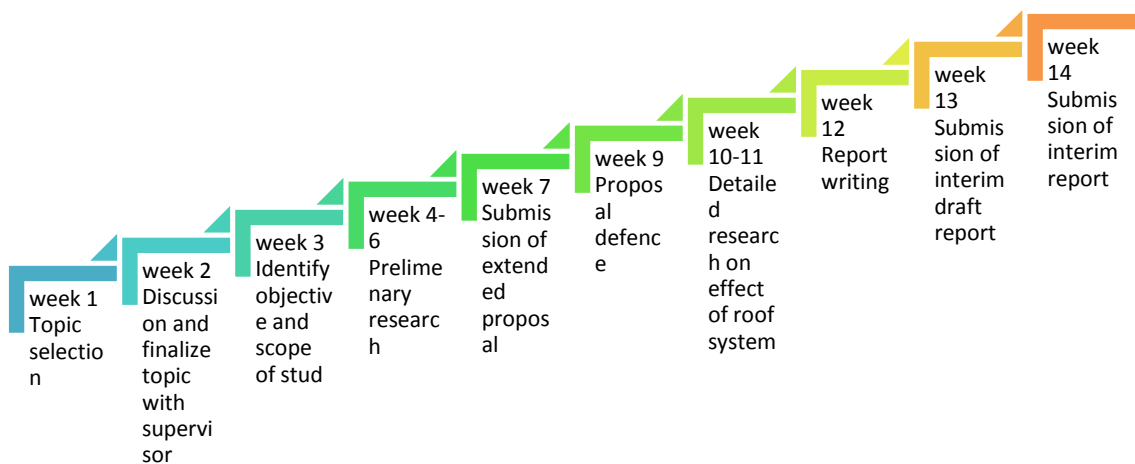 week 1
Topic
selectio
n
week 2
Discussi
on and
finalize
topic
with
supervi
sor
week 3
Identify
objectiv
e and
scope
of stud
week 4-
6
Prelime
nary
researc
h
week 7
Submis
sion of
extend
ed
propos
al
week 9
Propos
al
defenc
e
week
10-11
Detaile
d
researc
h on
effect
of roof
system
week
12
Report
writing
week
13
Submis
sion of
interim
draft
report
week
14
Submis
sion of
interim
report